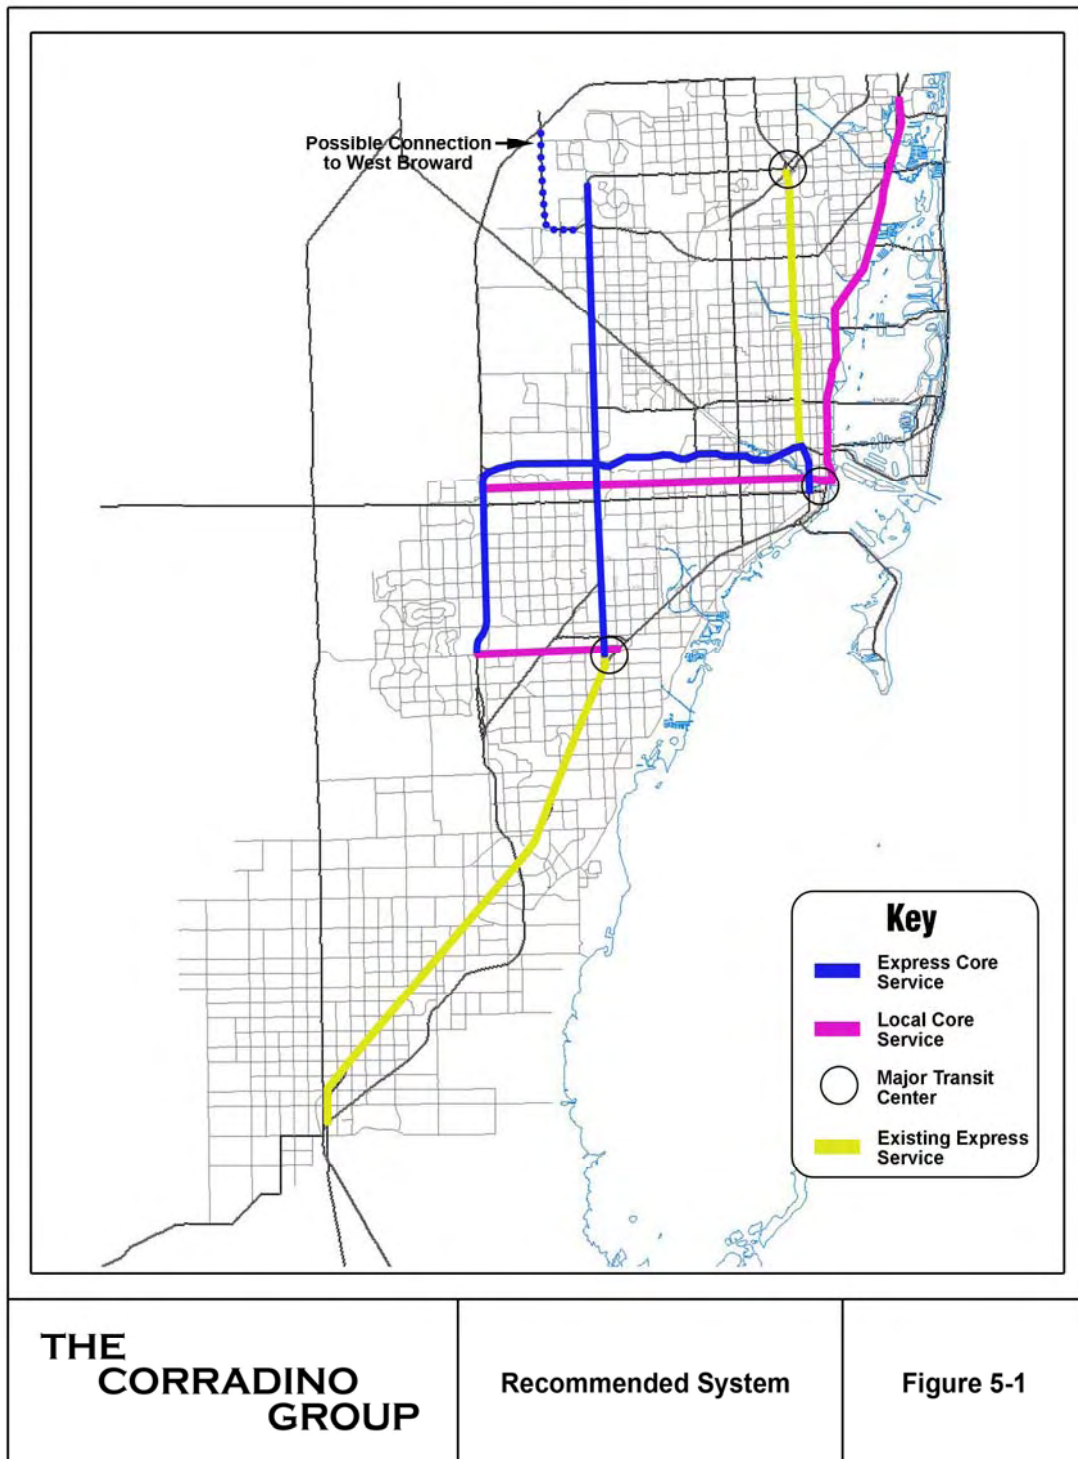 Possible Connection
to West Broward
Key
Express Core
Service
Local Core
Service
Major Transit
Center
Existing Express
Service
THE
CORRADINO
GROUP
Recommended System
Figure 5-1